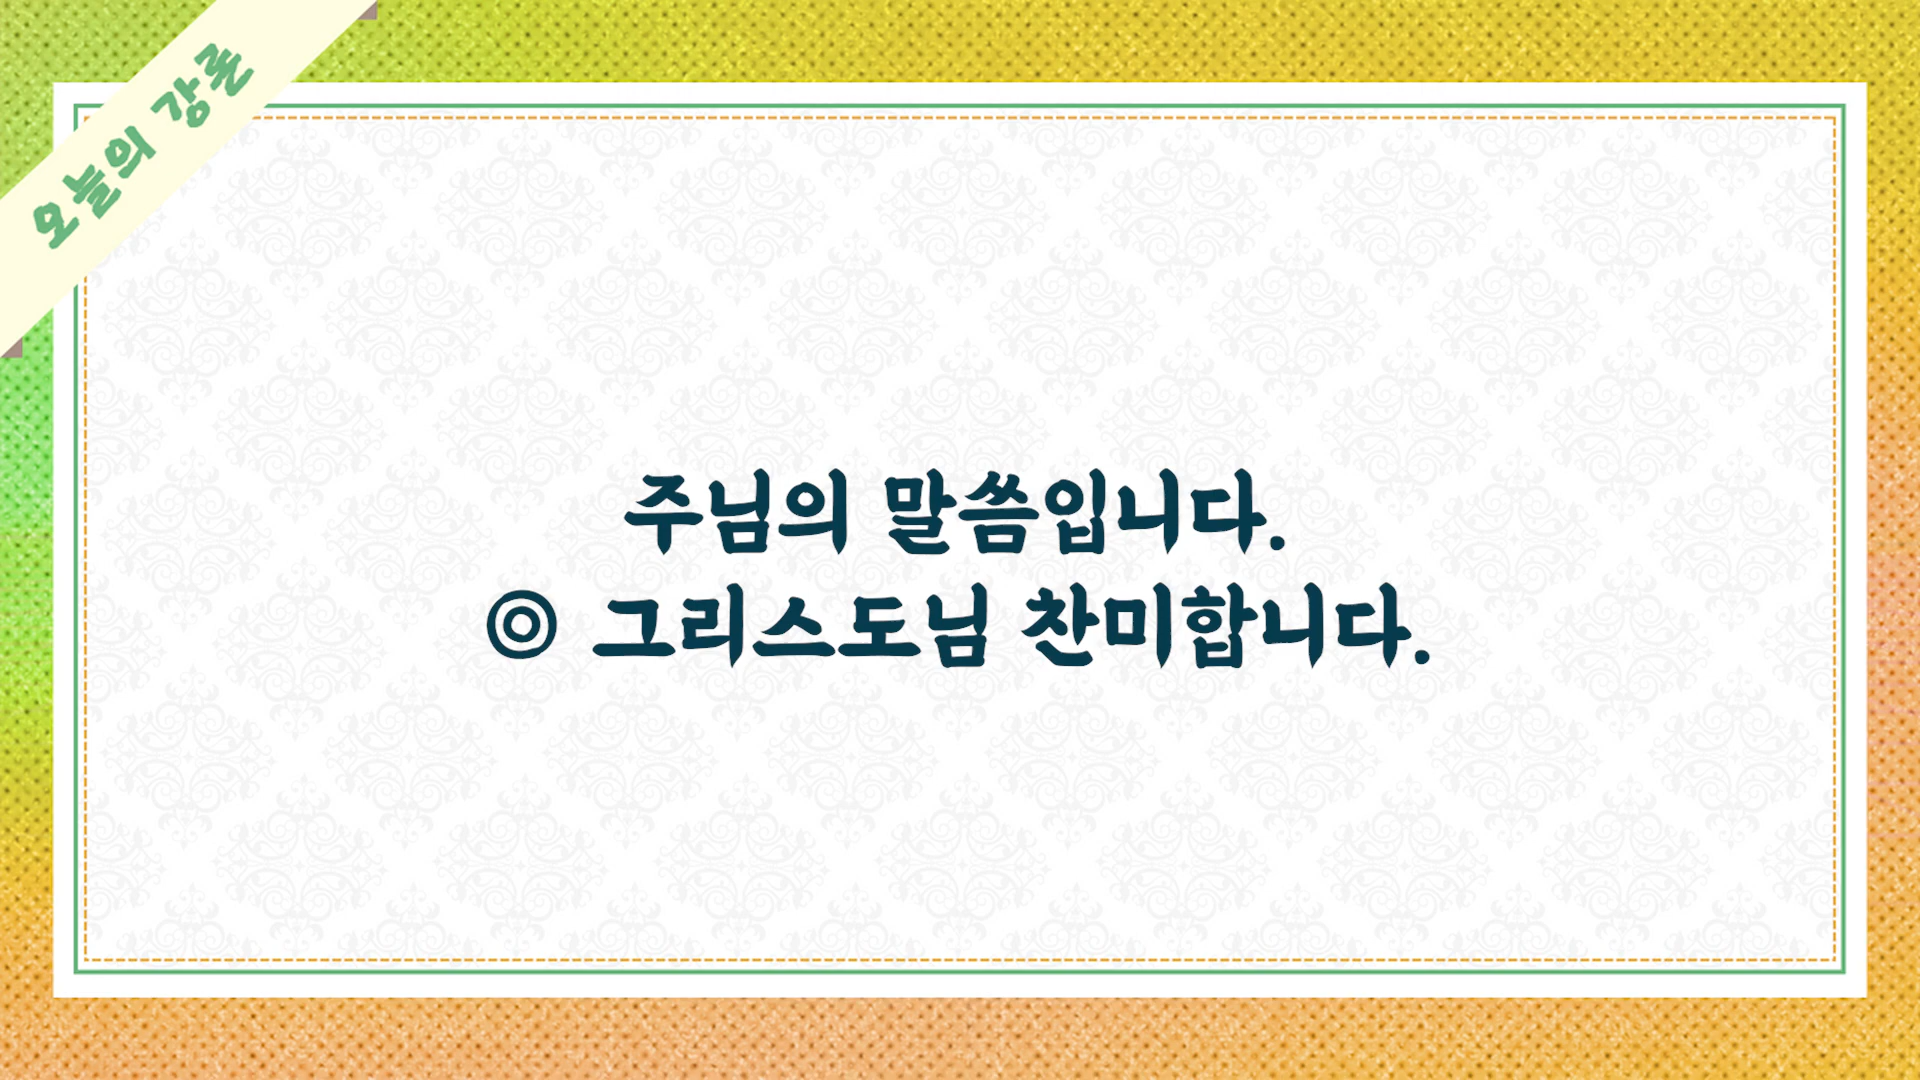 오늘의 강론
주님의 말씀입니다.
◎ 그리스도님 찬미합니다.